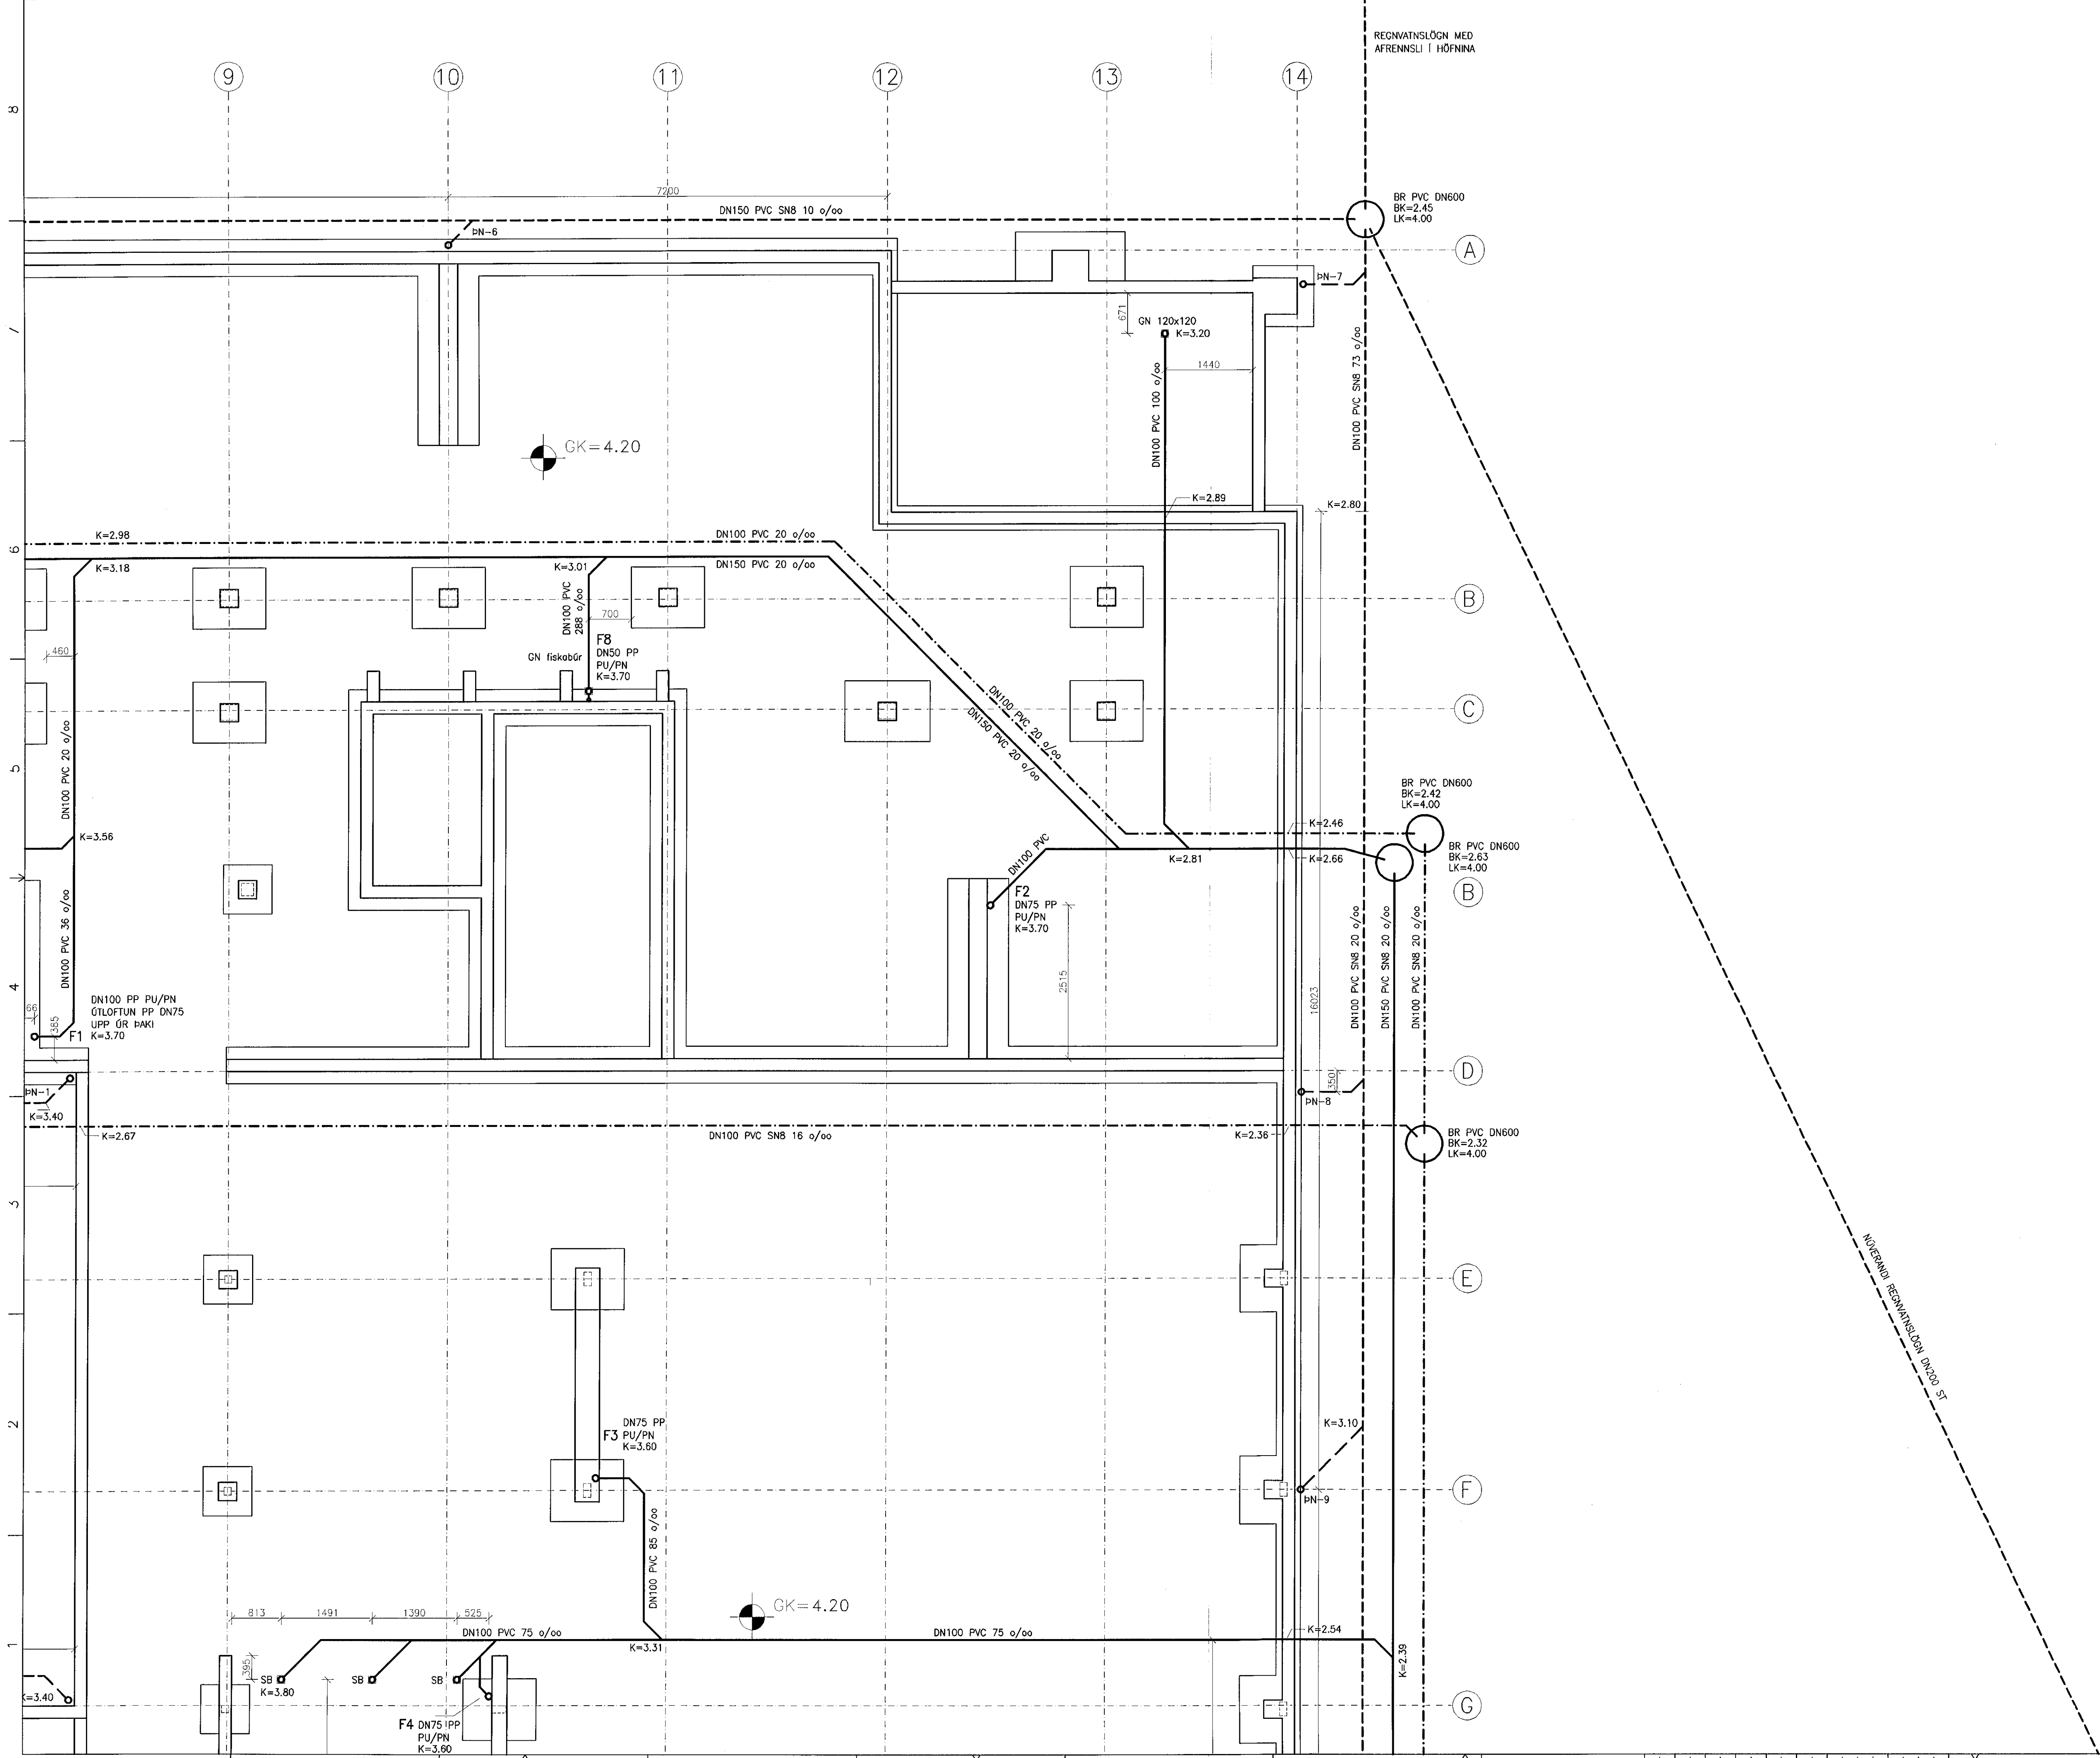 REGNVATNSLÖGN MED
AFRENNSLI Í HÖFNINA
9
10
11
12
13
14
8
7200
DN150 PVC SN8 10 o/oo
BR PVC DN600
BK=2.45
LK=4.00
ÞN-6
A
ÞN-7
671
GN 120x120
K=3.20
7
1440
DN100 PVC 100 o/oo
DN100 PVC SN8 73 o/oo
GK=4.20
K=2.89
K=2.80
K=2.98
DN100 PVC 20 o/oo
6
K=3.18
K=3.01
DN150 PVC 20 o/oo
DN100 PVC
288 o/oo
700
B
F8
DN50 PP
PU/PN
K=3.70
GN fiskabúr
460
DN100 PVC 20 o/oo
DN150 PVC 20 o/oo
C
DN100 PVC 20 o/oo
5
BR PVC DN600
BK=2.42
LK=4.00
K=3.56
K=2.46
DN100 PVC
K=2.81
K=2.66
BR PVC DN600
BK=2.63
LK=4.00
B
F2
DN75 PP
PU/PN
K=3.70
DN100 PVC 36 o/oo
2515
16023
DN100 PVC SN8 20 o/oo
DN150 PVC SN8 20 o/oo
DN100 PVC SN8 20 o/oo
4
DN100 PP PU/PN
ÚTLOFTUN PP DN75
UPP ÚR ÞAKI
K=3.70
66
385
F1
D
350
ÞN-1
ÞN-8
K=3.40
K=2.67
DN100 PVC SN8 16 o/oo
K=2.36
BR PVC DN600
BK=2.32
LK=4.00
3
E
NÚVERANDI REGNVATNSLÖGN DN200 ST
2
DN75 PP
F3 PU/PN
K=3.60
K=3.10
F
ÞN-9
DN100 PVC 85 o/oo
GK=4.20
813
1491
1390
525
1
DN100 PVC 75 o/oo
DN100 PVC 75 o/oo
K=2.54
K=3.31
K=2.39
395
SB
SB
SB
K=3.80
K=3.40
G
F4 DN75 PP
PU/PN
K=3.60